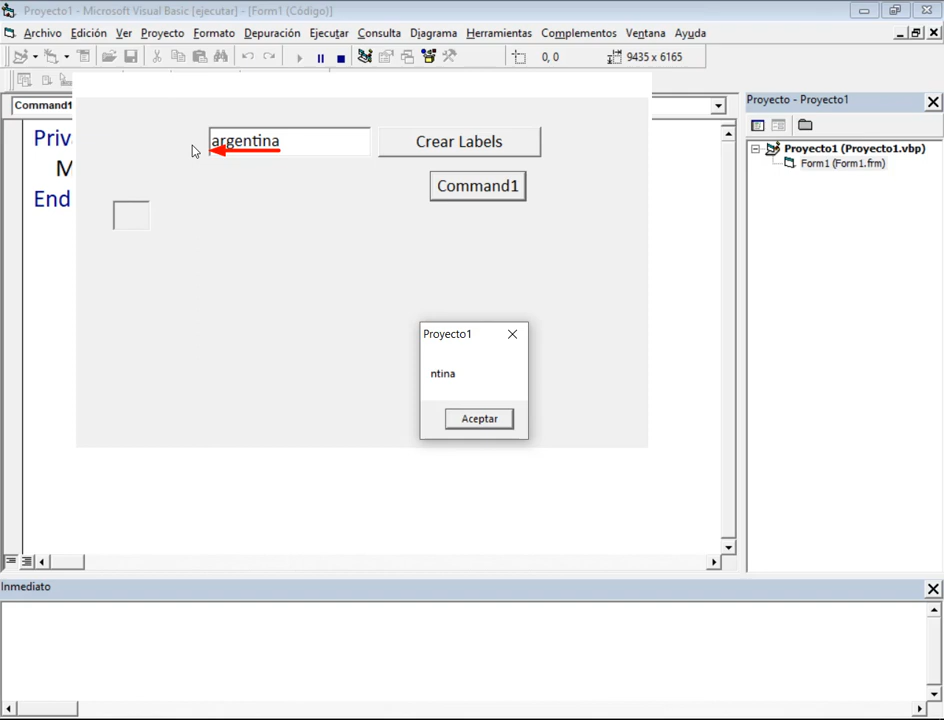 Proyecto1 - Microsoft Visual Basic [ejecutar] - [Form1 (Código)]
Archivo Edición Ver Proyecto Formato Depuración Ejecutar Consulta Diagrama Herramientas Complementos Ventana Ayuda
0, 0 9435 x 6165
Command1
Proyecto - Proyecto1
Priv
argentina
Crear Labels
Proyecto1 (Proyecto1.vbp)
Form1 (Form1.frm)
M
Command1
End
Proyecto1
ntina
Aceptar
Inmediato